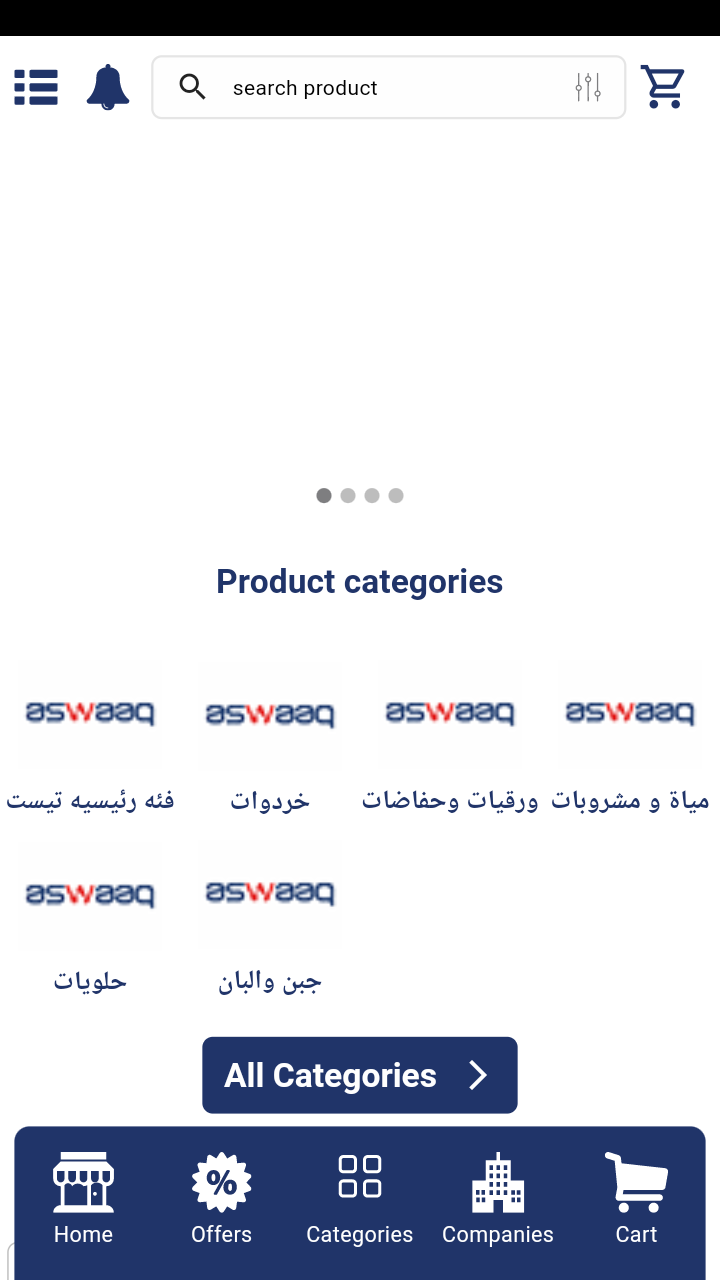 search product
Product categories
aswaaq aswaaq aswaaq aswaaq
فئه رئيسيه تيست خردوات ورقيات وحفاضات مياة و مشروبات
aswaaq aswaaq
حلويات جبن والبان
All Categories
%
Home Offers Categories Companies Cart